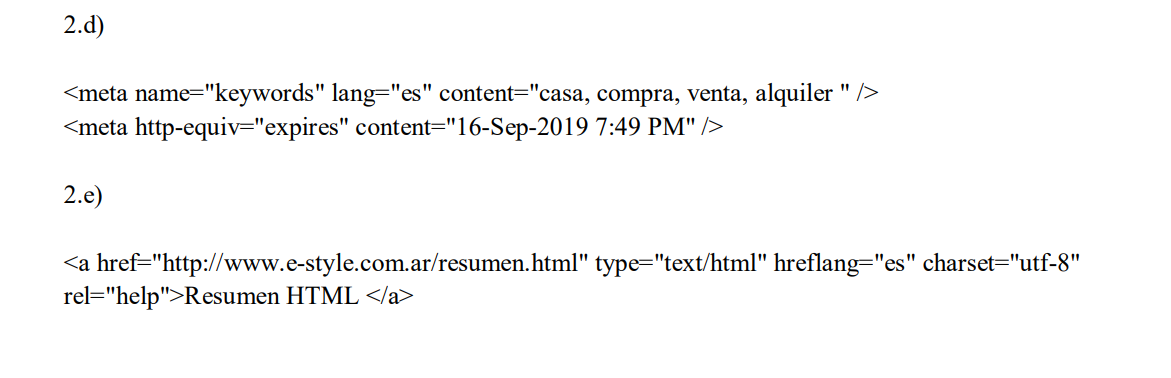 2.d)
<meta name="keywords" lang="es" content="casa, compra, venta, alquiler " />
<meta http-equiv="expires" content="16-Sep-2019 7:49 PM" />
2.e)
<a href="http://www.e-style.com.ar/resumen.html" type="text/html" hreflang="es" charset="utf-8"
rel="help">Resumen HTML </a>